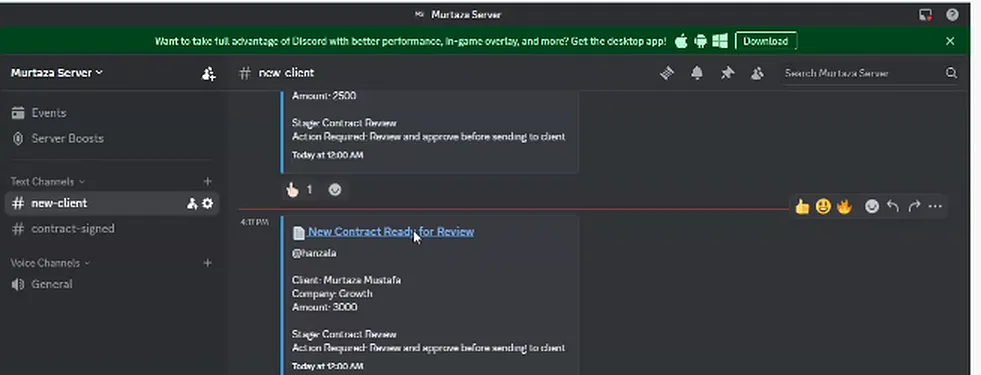 Murtaza Server
Want to take full advantage of Discord with better performance, in-game overlay, and more? Get the desktop app!
Download
Murtaza Server
# new-client
Search Murtaza Server
Events
Server Boosts
Text Channels
# new-client
# contract-signed
Voice Channels
General
Amount: 2500
Stage: Contract Review
Action Required: Review and approve before sending to client
Today at 12:00 AM
1
4:17 PM
New Contract Ready for Review
@hanzala
Client: Murtaza Mustafa
Company: Growth
Amount: 3000
Stage: Contract Review
Action Required: Review and approve before sending to client
Today at 12:00 AM